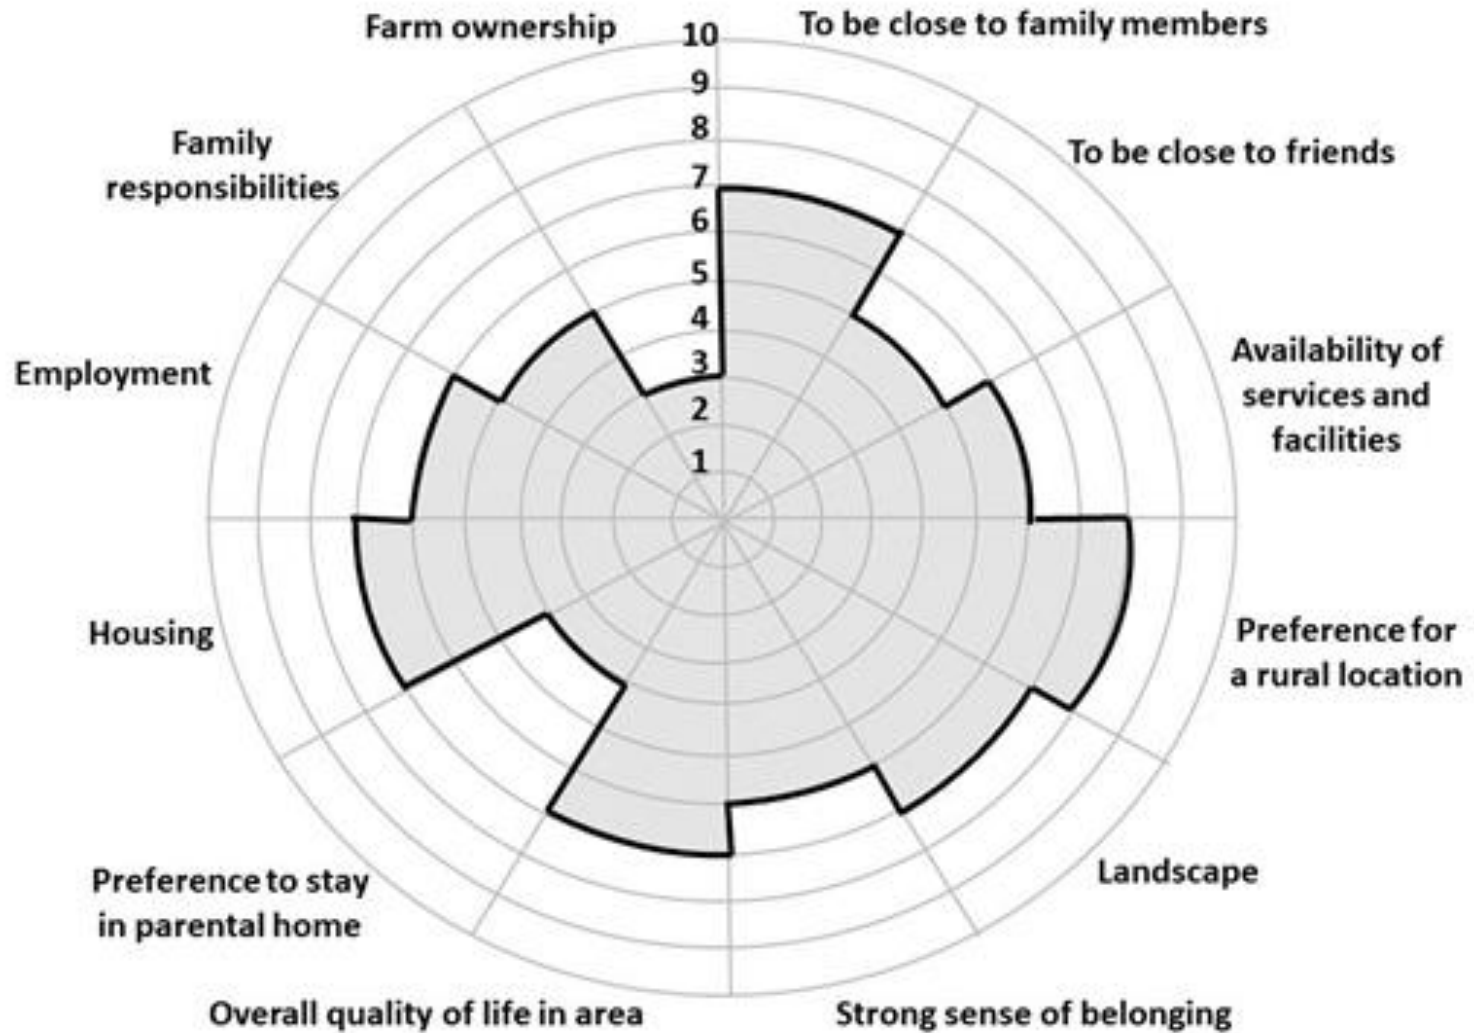 Farm ownership
To be close to family members
To be close to friends
Availability of
services and
facilities
Preference for
a rural location
Landscape
Strong sense of belonging
Overall quality of life in area
Preference to stay
in parental home
Housing
Employment
Family
responsibilities
10
9
8
7
6
5
4
3
2
1